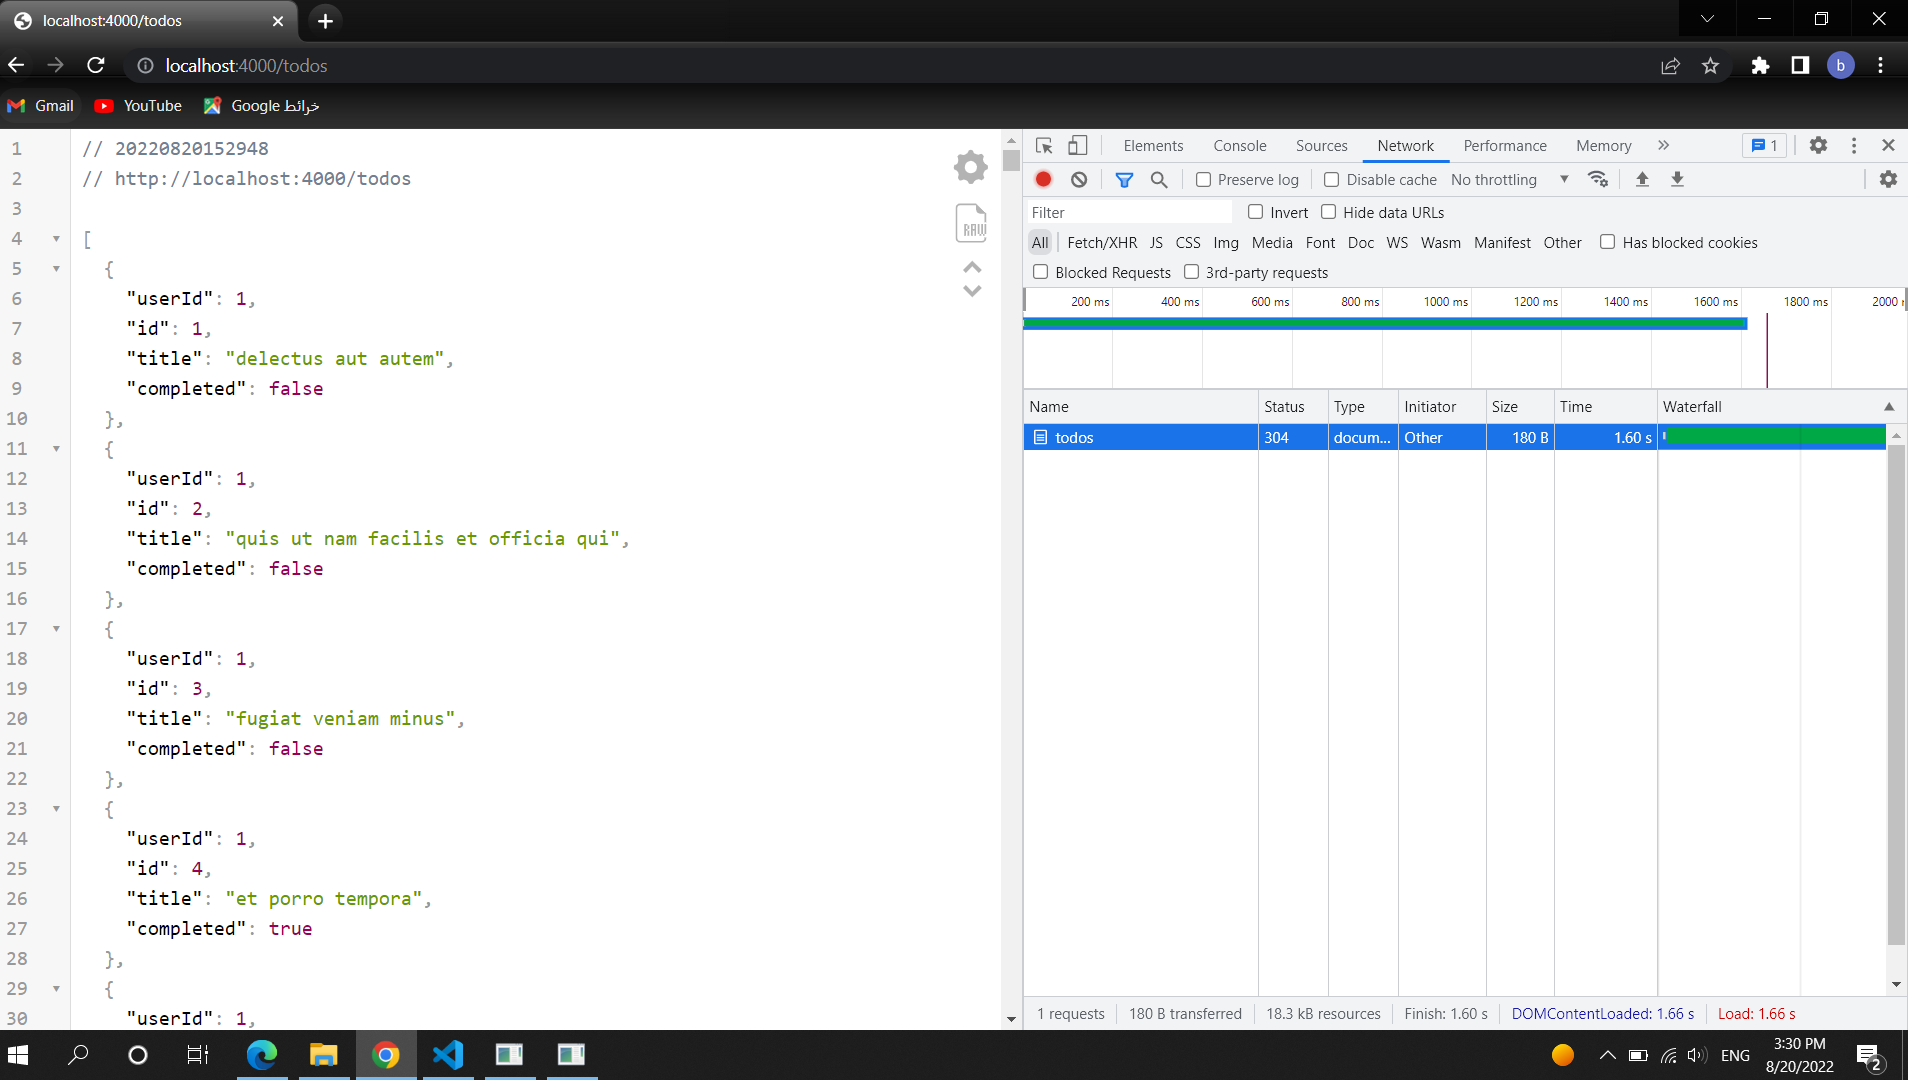 localhost:4000/todos
localhost:4000/todos
b
Gmail
YouTube
Google خرائط
1 // 20220820152948
2 // http://localhost:4000/todos
3
4 [
5 {
6 "userId": 1,
7 "id": 1,
8 "title": "delectus aut autem",
9 "completed": false
10 },
11 {
12 "userId": 1,
13 "id": 2,
14 "title": "quis ut nam facilis et officia qui",
15 "completed": false
16 },
17 {
18 "userId": 1,
19 "id": 3,
20 "title": "fugiat veniam minus",
21 "completed": false
22 },
23 {
24 "userId": 1,
25 "id": 4,
26 "title": "et porro tempora",
27 "completed": true
28 },
29 {
30 "userId": 1,
RAW
Elements Console Sources Network Performance Memory » 1
Preserve log Disable cache No throttling
Filter Invert Hide data URLs
All Fetch/XHR JS CSS Img Media Font Doc WS Wasm Manifest Other Has blocked cookies
Blocked Requests 3rd-party requests
200 ms 400 ms 600 ms 800 ms 1000 ms 1200 ms 1400 ms 1600 ms 1800 ms 2000
Name Status Type Initiator Size Time Waterfall
todos 304 docum... Other 180 B 1.60 s
1 requests 180 B transferred 18.3 kB resources Finish: 1.60 s DOMContentLoaded: 1.66 s Load: 1.66 s
ENG
3:30 PM
8/20/2022
2